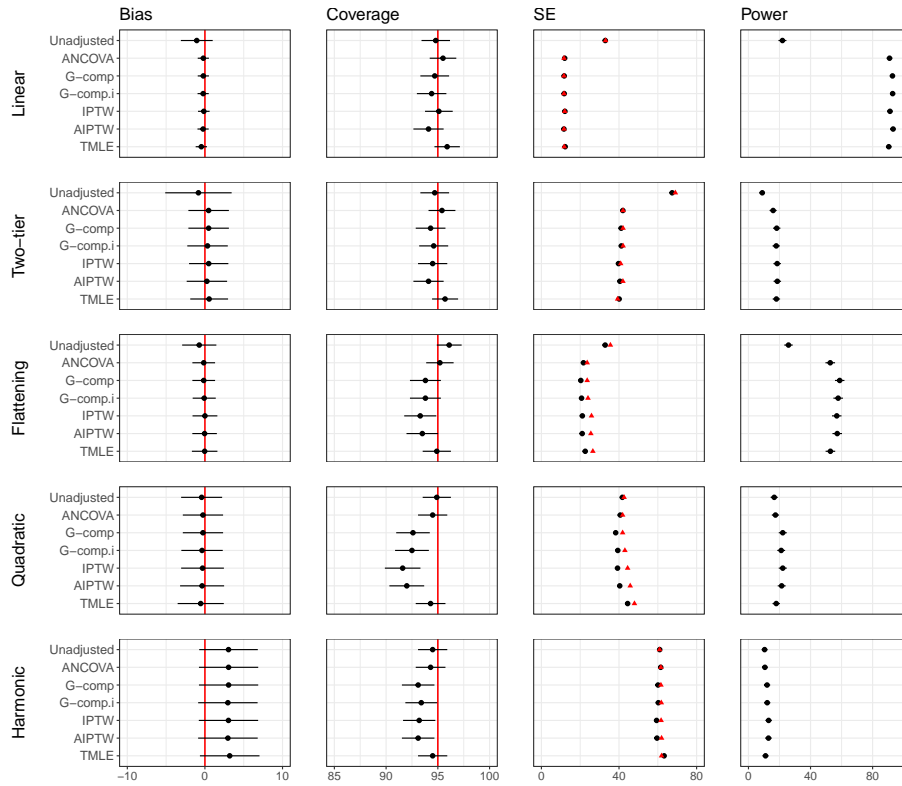 Bias Coverage SE Power
Linear
Unadjusted
ANCOVA
G−comp
G−comp.i
IPTW
AIPTW
TMLE
Two−tier
Unadjusted
ANCOVA
G−comp
G−comp.i
IPTW
AIPTW
TMLE
Flattening
Unadjusted
ANCOVA
G−comp
G−comp.i
IPTW
AIPTW
TMLE
Quadratic
Unadjusted
ANCOVA
G−comp
G−comp.i
IPTW
AIPTW
TMLE
Harmonic
Unadjusted
ANCOVA
G−comp
G−comp.i
IPTW
AIPTW
TMLE
−10 0 10 85 90 95 100 0 40 80 0 40 80